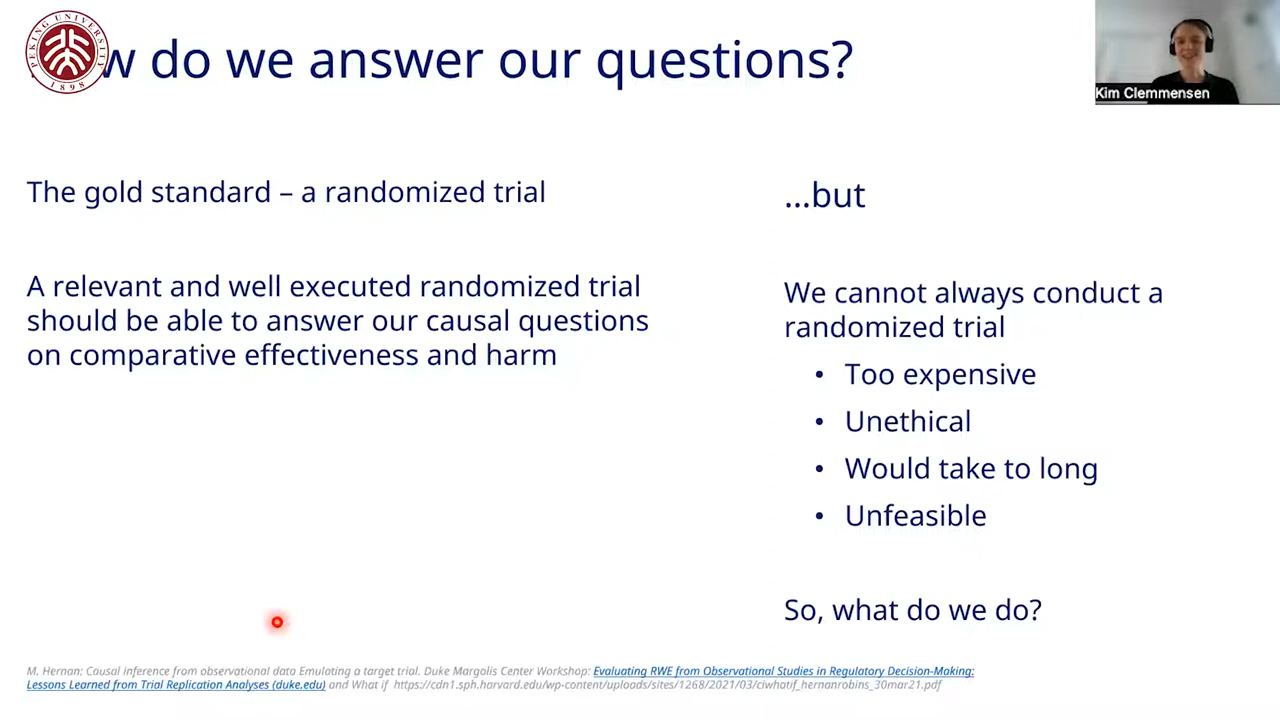 PEKING UNIVERSITY
1898
w do we answer our questions?
Kim Clemmensen
The gold standard – a randomized trial
A relevant and well executed randomized trial
should be able to answer our causal questions
on comparative effectiveness and harm
...but
We cannot always conduct a
randomized trial
• Too expensive
• Unethical
• Would take to long
• Unfeasible
So, what do we do?
M. Hernan: Causal inference from observational data Emulating a target trial. Duke Margolis Center Workshop: Evaluating RWE from Observational Studies in Regulatory Decision-Making:
Lessons Learned from Trial Replication Analyses (duke.edu) and What if https://cdn1.sph.harvard.edu/wp-content/uploads/sites/1268/2021/03/ciwhatif_hernanrobins_30mar21.pdf